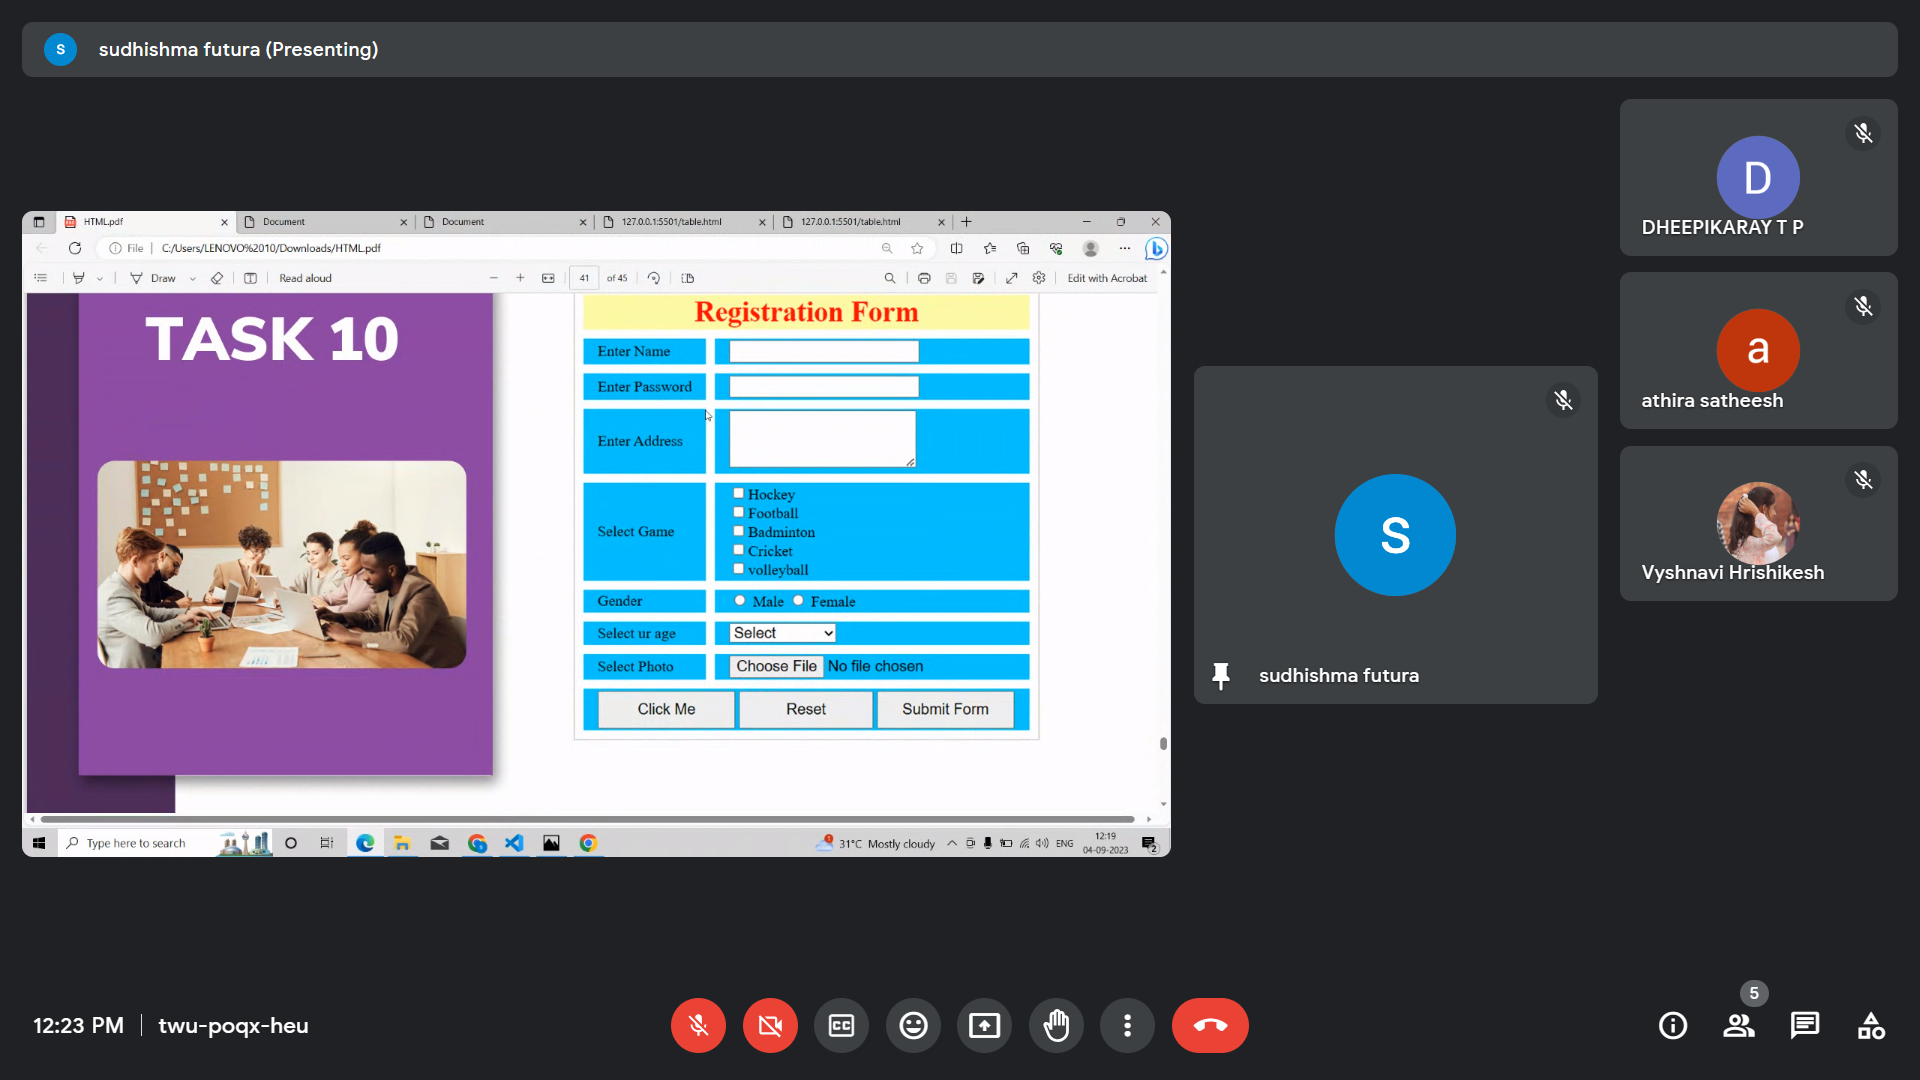 S sudhishma futura (Presenting)
HTML.pdf
Document
Document
127.0.0.1:5501/table.html
127.0.0.1:5501/table.html
File | C:/Users/LENOVO%2010/Downloads/HTML.pdf
Draw
Read aloud
41 of 45
Edit with Acrobat
TASK 10
Registration Form
Enter Name
Enter Password
Enter Address
Select Game
Hockey
Football
Badminton
Cricket
volleyball
Gender
Male Female
Select ur age
Select
Select Photo
Choose File No file chosen
Click Me
Reset
Submit Form
Type here to search
31°C Mostly cloudy
ENG
12:19
04-09-2023
2
S
sudhishma futura
D
DHEEPIKARAY T P
a
athira satheesh
Vyshnavi Hrishikesh
12:23 PM | twu-poqx-heu
CC
5